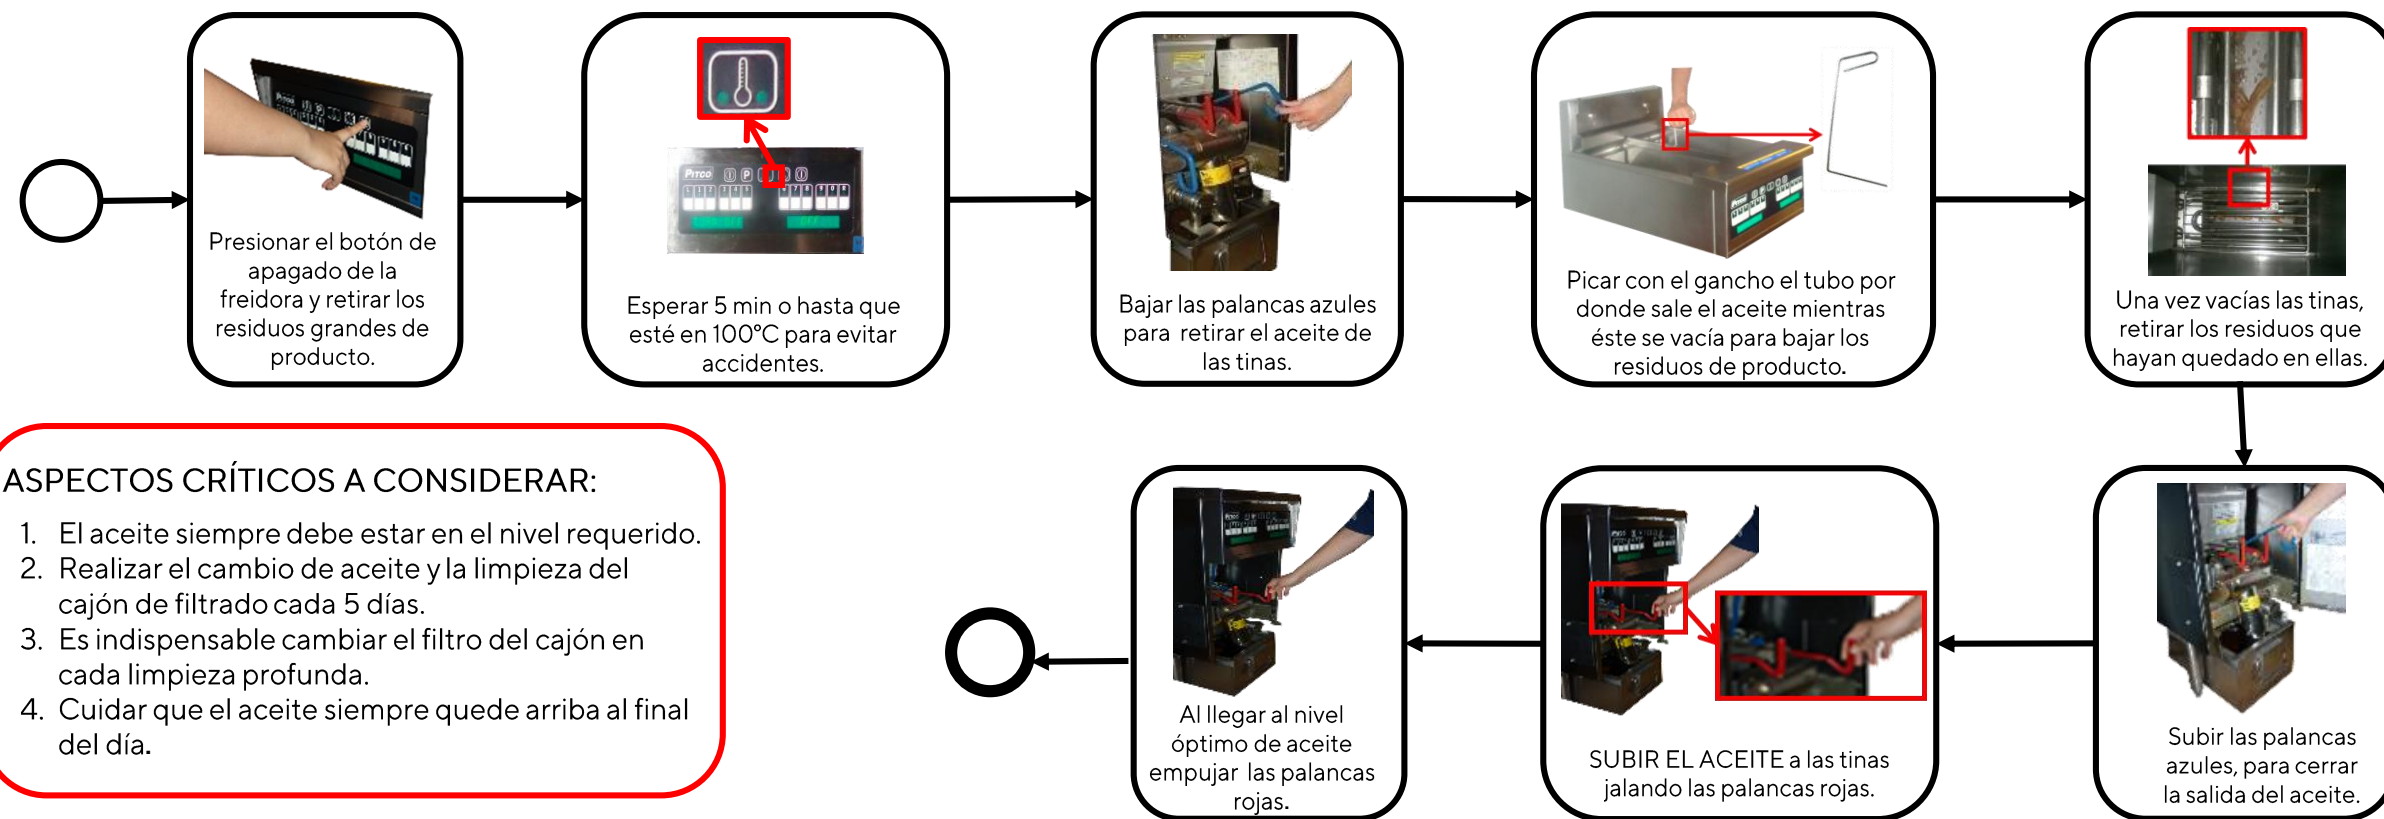 Presionar el botón de
apagado de la
freidora y retirar los
residuos grandes de
producto.
PITCO
Esperar 5 min o hasta que
esté en 100°C para evitar
accidentes.
Bajar las palancas azules
para retirar el aceite de
las tinas.
Picar con el gancho el tubo por
donde sale el aceite mientras
éste se vacía para bajar los
residuos de producto.
Una vez vacías las tinas,
retirar los residuos que
hayan quedado en ellas.
Subir las palancas
azules, para cerrar
la salida del aceite.
SUBIR EL ACEITE a las tinas
jalando las palancas rojas.
Al llegar al nivel
óptimo de aceite
empujar las palancas
rojas.
ASPECTOS CRÍTICOS A CONSIDERAR:
1. El aceite siempre debe estar en el nivel requerido.
2. Realizar el cambio de aceite y la limpieza del
cajón de filtrado cada 5 días.
3. Es indispensable cambiar el filtro del cajón en
cada limpieza profunda.
4. Cuidar que el aceite siempre quede arriba al final
del día.